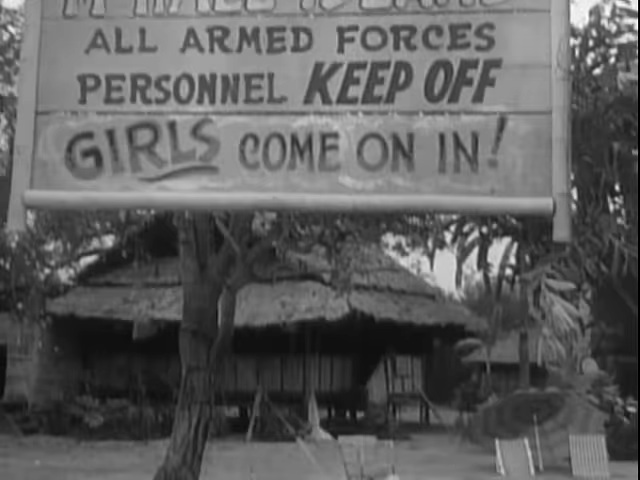 ALL ARMED FORCES
PERSONNEL KEEP OFF
GIRLS COME ON IN!